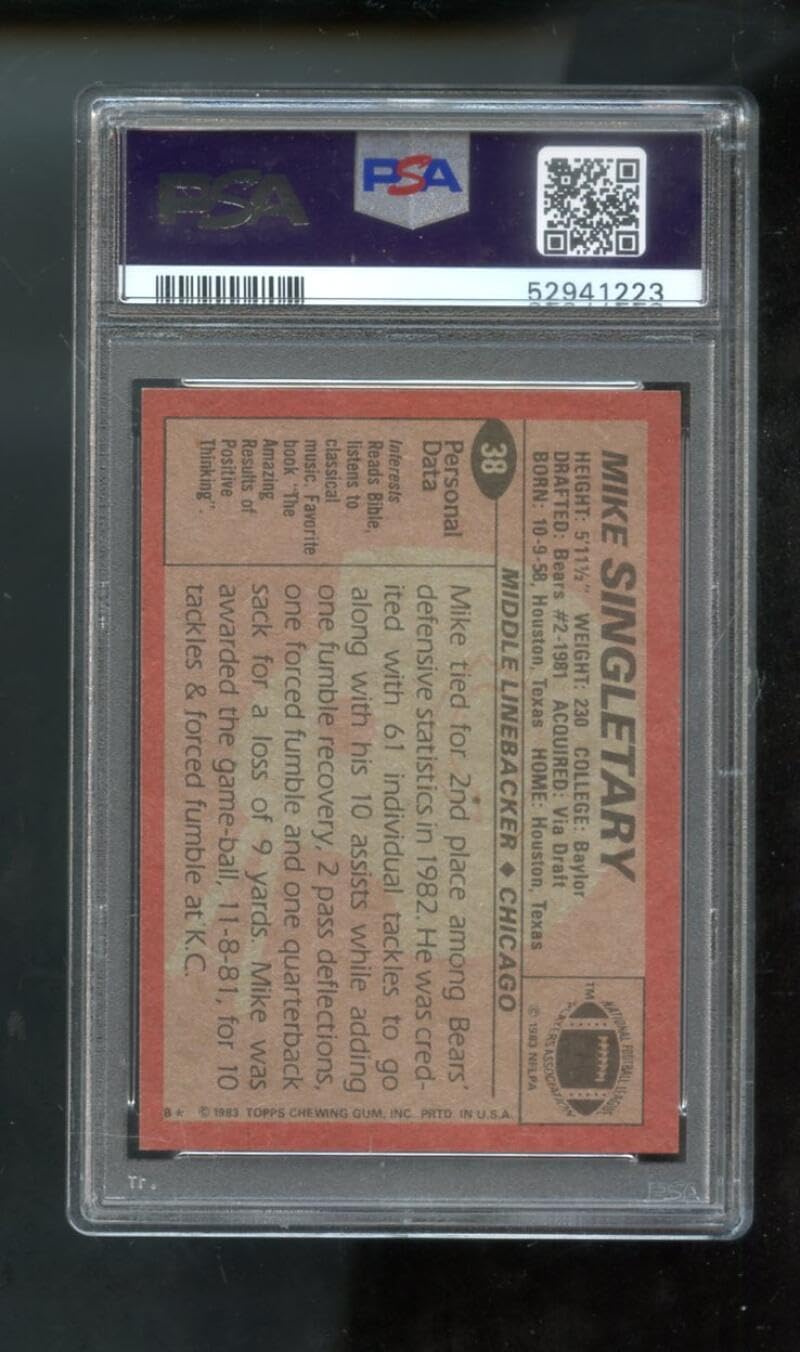 PSA
PSA
52941223
MIKE SINGLETARY
HEIGHT: 5'11½" WEIGHT: 230 COLLEGE: Baylor
DRAFTED: Bears #2-1981 ACQUIRED: Via Draft
BORN: 10-9-58, Houston, Texas HOME: Houston, Texas
TM
NATIONAL FOOTBALL LEAGUE
PLAYERS ASSOCIATION
© 1983 NFLPA
38
MIDDLE LINEBACKER ♦ CHICAGO
Personal
Data
Interests
Reads Bible,
listens to
classical
music. Favorite
book "The
Amazing
Results of
Positive
Thinking".
Mike tied for 2nd place among Bears'
defensive statistics in 1982. He was cred-
ited with 61 individual tackles to go
along with his 10 assists while adding
one fumble recovery, 2 pass deflections,
one forced fumble and one quarterback
sack for a loss of 9 yards. Mike was
awarded the game-ball, 11-8-81, for 10
tackles & forced fumble at K.C.
B* © 1983 TOPPS CHEWING GUM, INC. PRTD IN U.S.A.
PSA